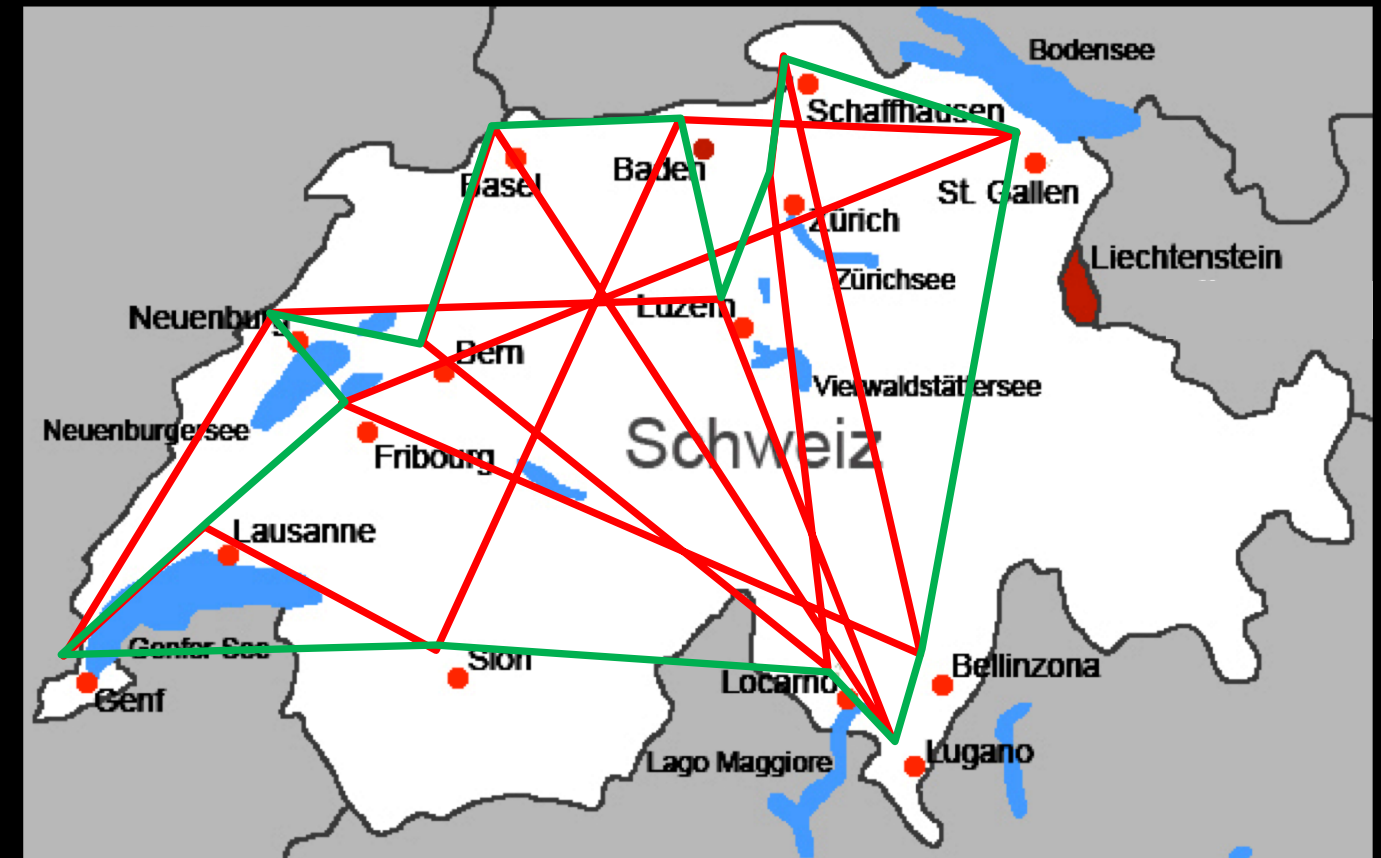 Bodensee
Schaffhausen
Basel
Baden
St. Gallen
Zürich
Liechtenstein
Zürichsee
Neuenburg
Luzern
Bern
Vierwaldstättersee
Neuenburgersee
Schweiz
Fribourg
Lausanne
Genfer See
Sion
Bellinzona
Locarno
Genf
Lugano
Lago Maggiore